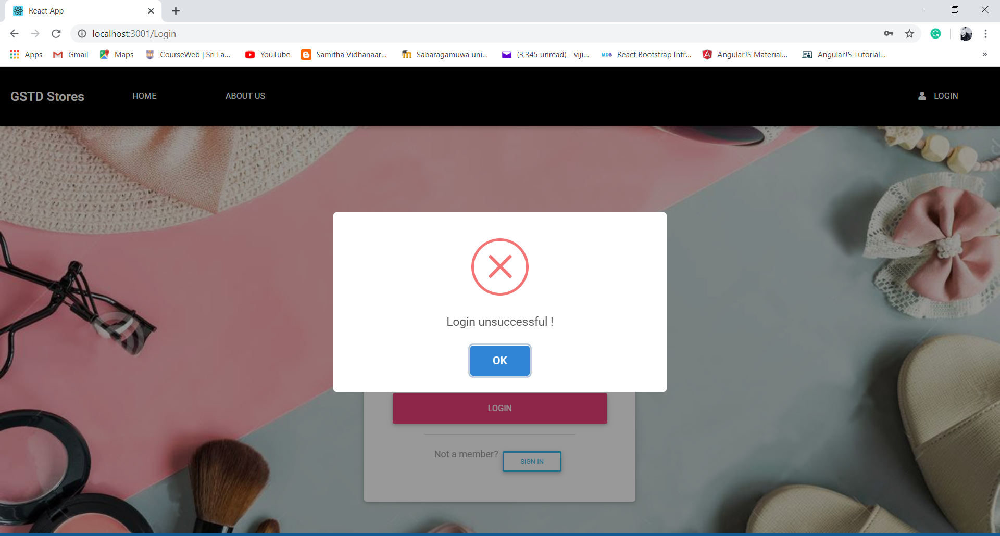 React App
localhost:3001/Login
Apps Gmail Maps CourseWeb | Sri La... YouTube Samitha Vidhanaar... Sabaragamuwa uni... (3,345 unread) - viji... MDB React Bootstrap Intr... AngularJS Material... AngularJS Tutorial... »
GSTD Stores HOME ABOUT US LOGIN
Login unsuccessful !
OK
LOGIN
Not a member? SIGN IN